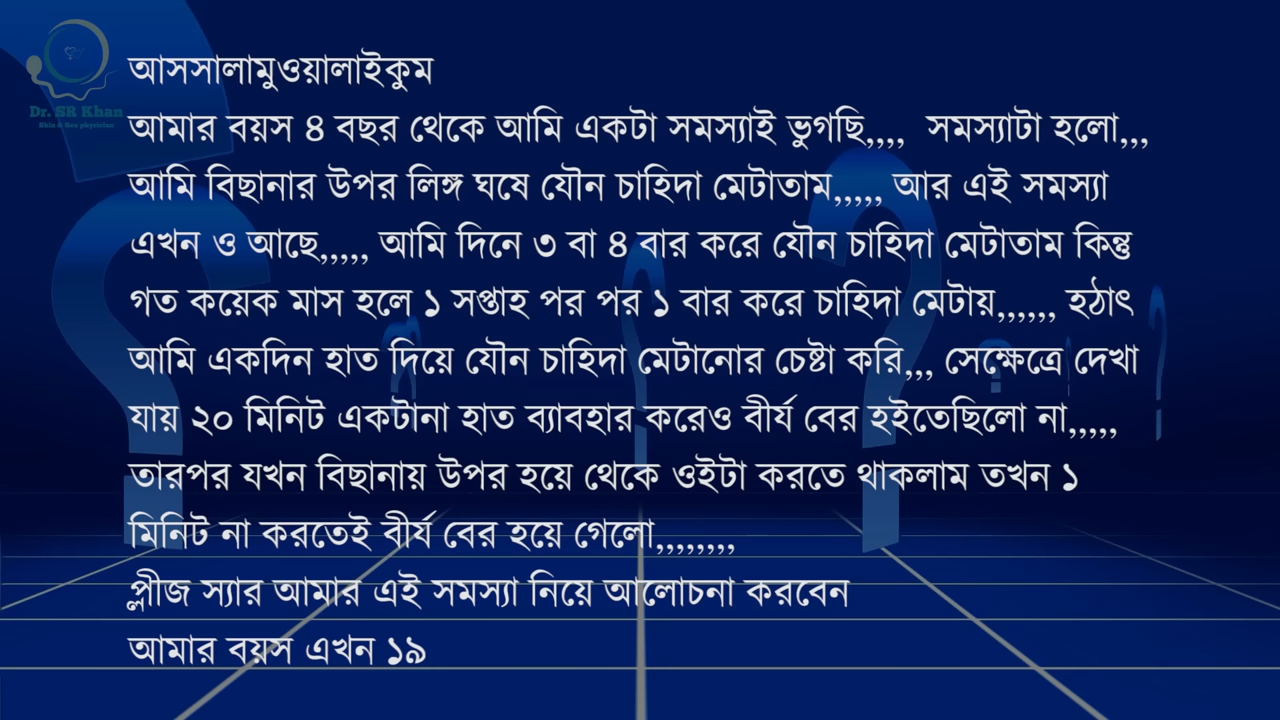 Dr. SR Khan
Skin & Sex physician
আসসালামুওয়ালাইকুম
আমার বয়স ৪ বছর থেকে আমি একটা সমস্যাই ভুগছি,,,, সমস্যাটা হলো,,,
আমি বিছানার উপর লিঙ্গ ঘষে যৌন চাহিদা মেটাতাম,,,,, আর এই সমস্যা
এখন ও আছে,,,,, আমি দিনে ৩ বা ৪ বার করে যৌন চাহিদা মেটাতাম কিন্তু
গত কয়েক মাস হলে ১ সপ্তাহ পর পর ১ বার করে চাহিদা মেটায়,,,,,, হঠাৎ
আমি একদিন হাত দিয়ে যৌন চাহিদা মেটানোর চেষ্টা করি,,, সেক্ষেত্রে দেখা
যায় ২০ মিনিট একটানা হাত ব্যাবহার করেও বীর্য বের হইতেছিলো না,,,,,
তারপর যখন বিছানায় উপর হয়ে থেকে ওইটা করতে থাকলাম তখন ১
মিনিট না করতেই বীর্য বের হয়ে গেলো,,,,,,,,
প্লীজ স্যার আমার এই সমস্যা নিয়ে আলোচনা করবেন
আমার বয়স এখন ১৯